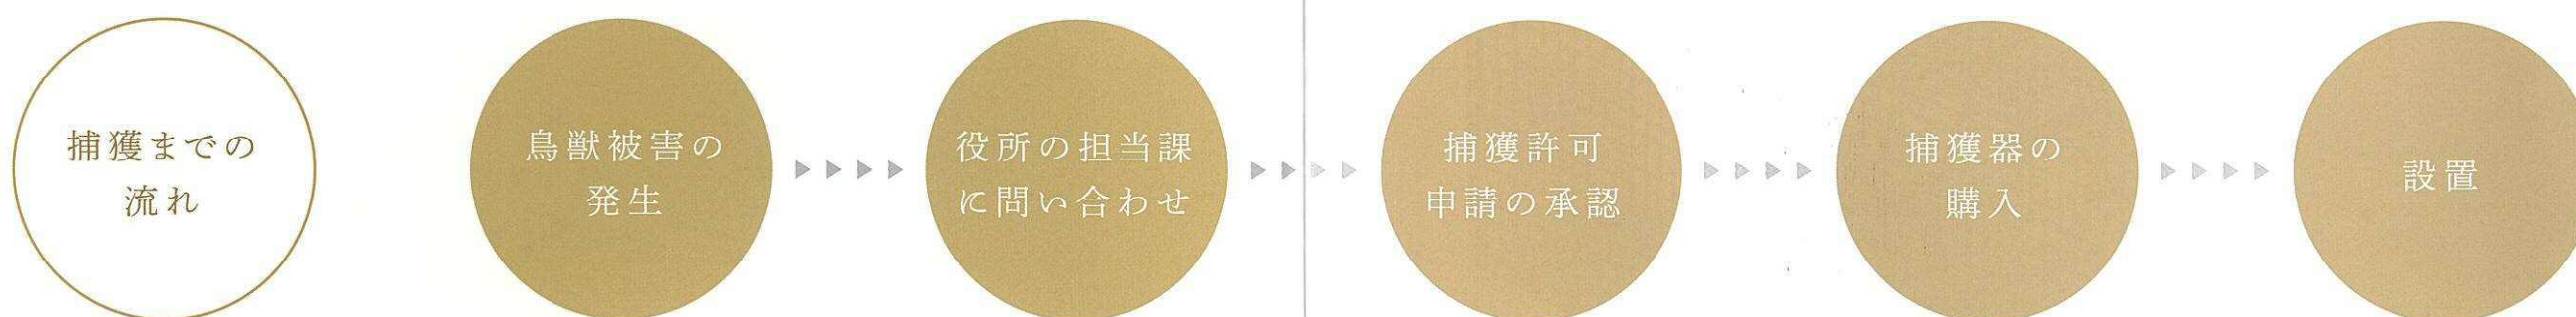 捕獲までの
流れ
鳥獣被害の
発生
役所の担当課
に問い合わせ
捕獲許可
申請の承認
捕獲器の
購入
設置